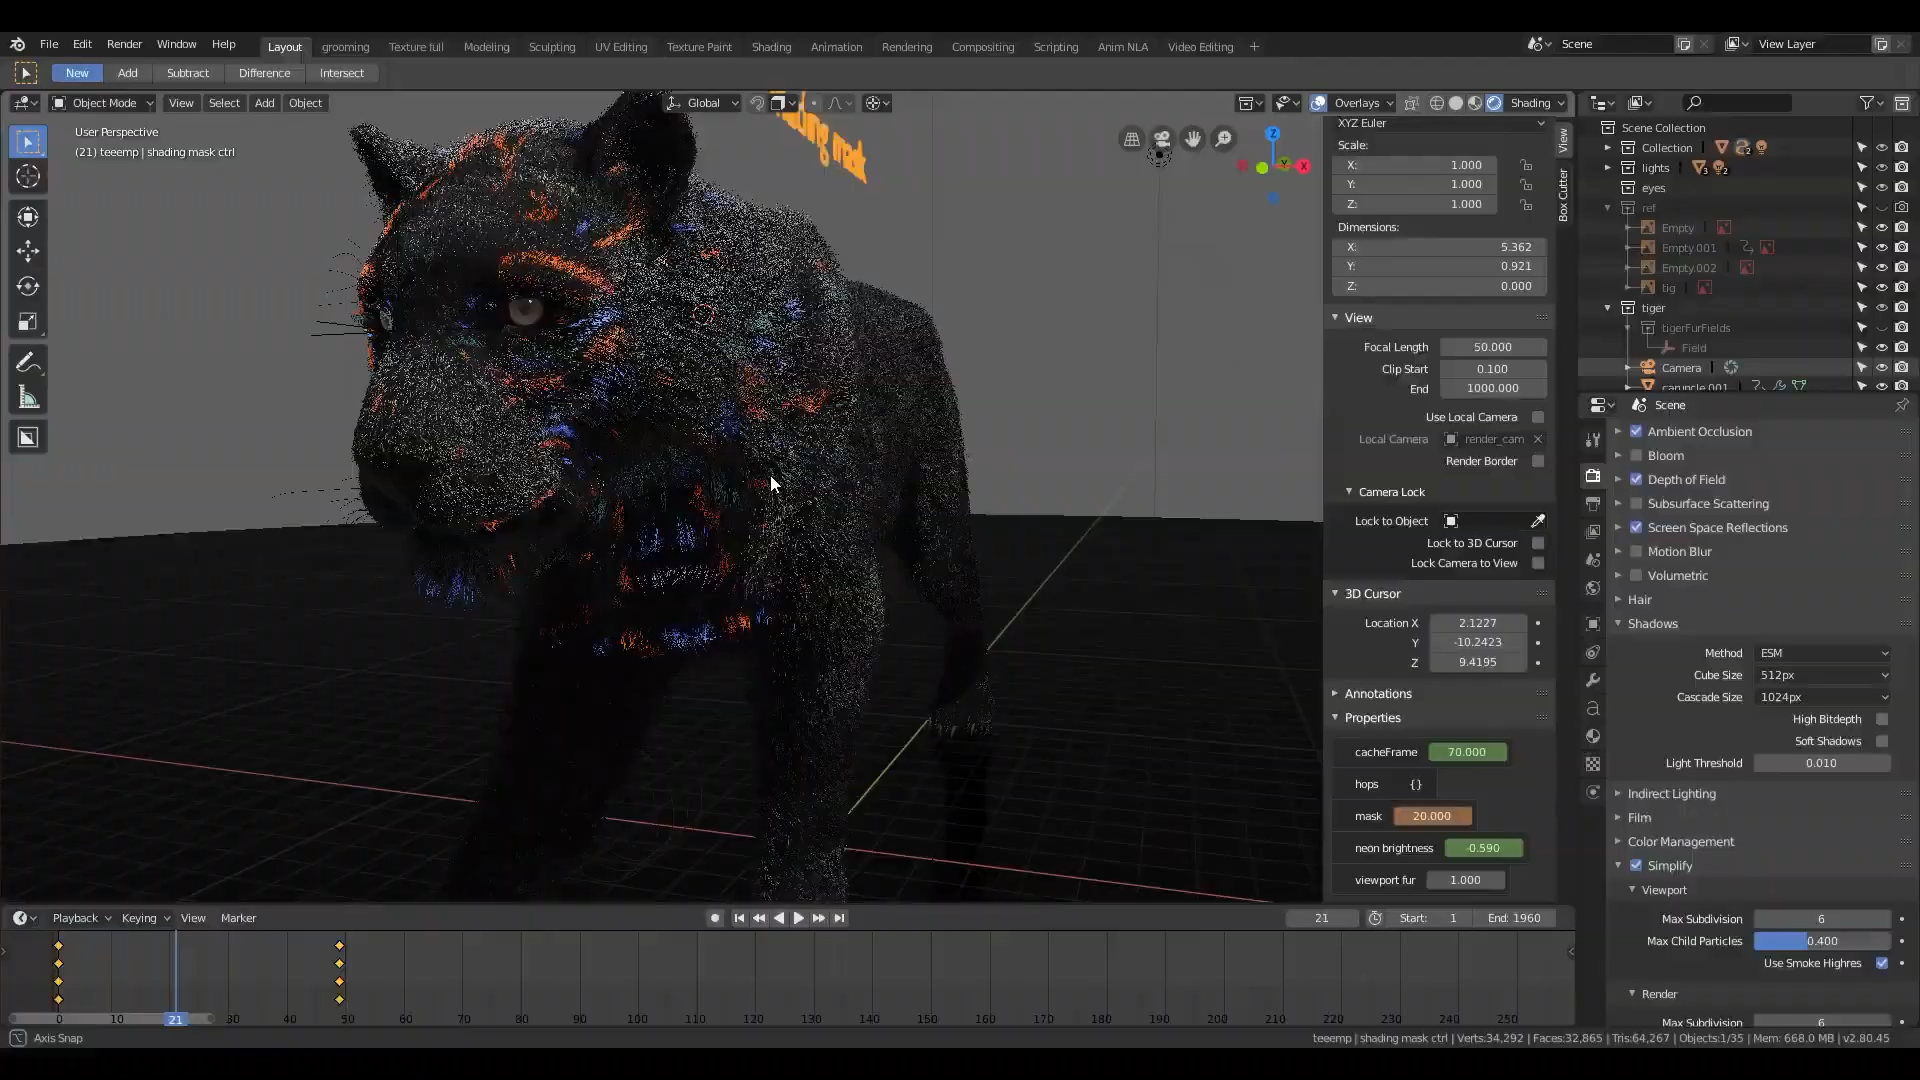 File Edit Render Window Help Layout grooming Texture full Modeling Sculpting UV Editing Texture Paint Shading Animation Rendering Compositing Scripting Anim NLA Video Editing + Scene View Layer
New Add Subtract Difference Intersect
Object Mode View Select Add Object Global Overlays Shading
User Perspective
(21) teeemp | shading mask ctrl
mask
Z
X
View
Box Cutter
XYZ Euler
Scale:
X: 1.000
Y: 1.000
Z: 1.000
Dimensions:
X: 5.362
Y: 0.921
Z: 0.000
View
Focal Length 50.000
Clip Start 0.100
End 1000.000
Use Local Camera
Local Camera render_cam
Render Border
Camera Lock
Lock to Object
Lock to 3D Cursor
Lock Camera to View
3D Cursor
Location X 2.1227
Y -10.2423
Z 9.4195
Annotations
Properties
cacheFrame 70.000
hops {}
mask 20.000
neon brightness -0.590
viewport fur 1.000
Scene Collection
Collection 2
lights 3 2
eyes
ref
Empty
Empty.001
Empty.002
tig
tiger
tigerFurFields
Field
Camera
caruncle.001
Scene
Ambient Occlusion
Bloom
Depth of Field
Subsurface Scattering
Screen Space Reflections
Motion Blur
Volumetric
Hair
Shadows
Method ESM
Cube Size 512px
Cascade Size 1024px
High Bitdepth
Soft Shadows
Light Threshold 0.010
Indirect Lighting
Film
Color Management
Simplify
Viewport
Max Subdivision 6
Max Child Particles 0.400
Use Smoke Highres
Render
Max Subdivision 6
Playback Keying View Marker 21 Start: 1 End: 1960
0 10 21 30 40 50 60 70 80 90 100 110 120 130 140 150 160 170 180 190 200 210 220 230 240 250
Axis Snap
teeemp | shading mask ctrl | Verts:34,292 | Faces:32,865 | Tris:64,267 | Objects:1/35 | Mem: 668.0 MB | v2.80.45